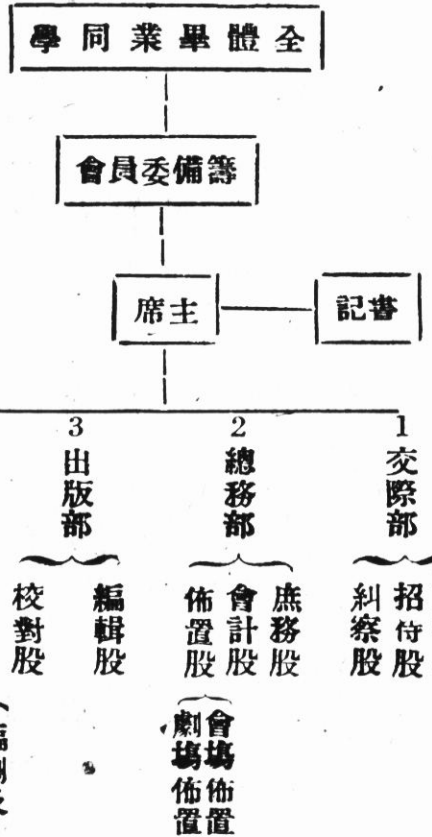 全體畢業同學
籌備委員會
主席
書記
1
交際部
招待股
糾察股
2
總務部
庶務股
會計股
佈置股
會塲佈置
劇塲佈置
3
出版部
編輯股
校對股